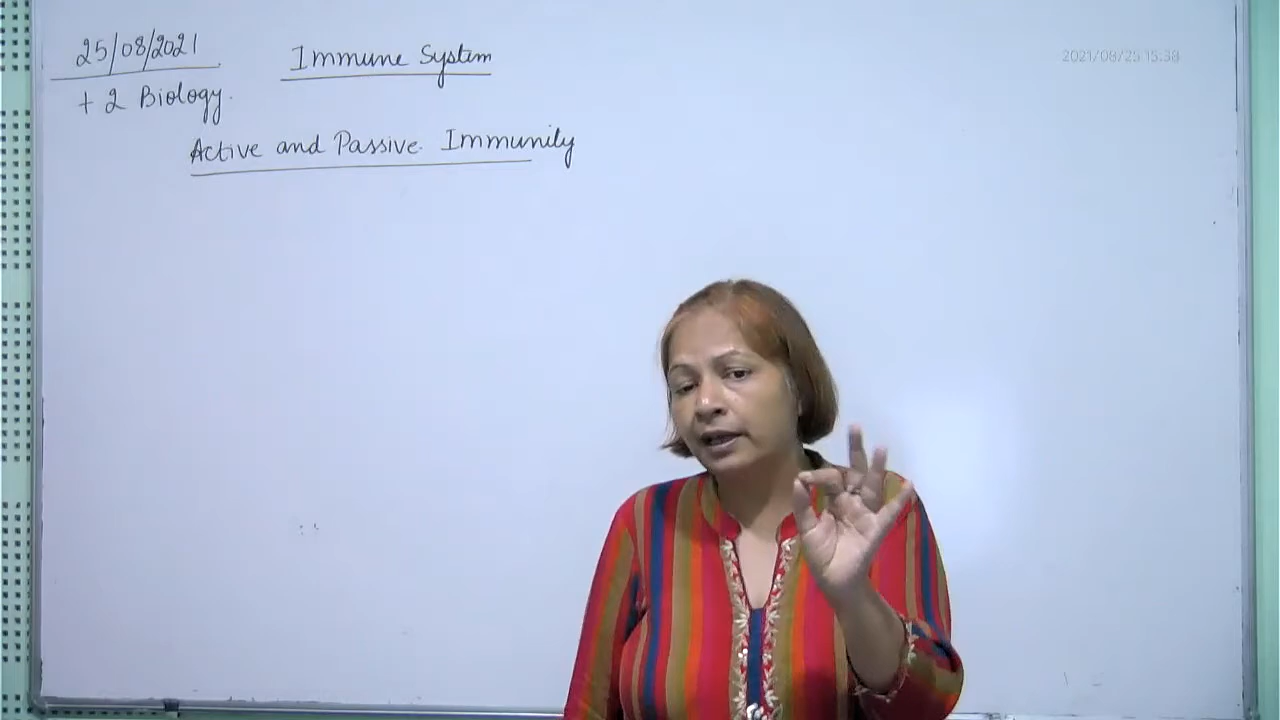 25/08/2021 Immune System 2021/08/25 15:38
+ 2 Biology.
Active and Passive Immunity